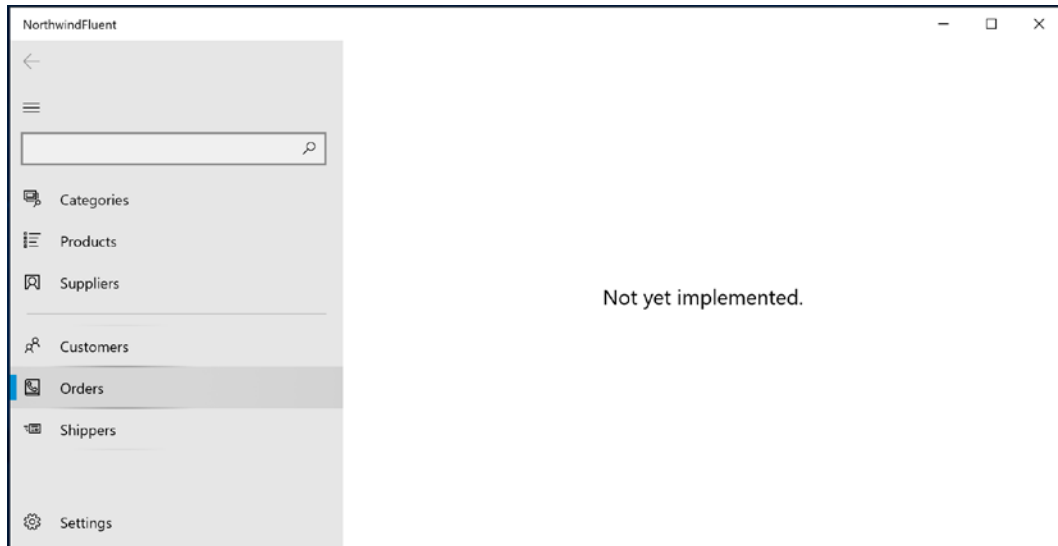 NorthwindFluent
Categories
Products
Suppliers
Customers
Orders
Shippers
Settings
Not yet implemented.